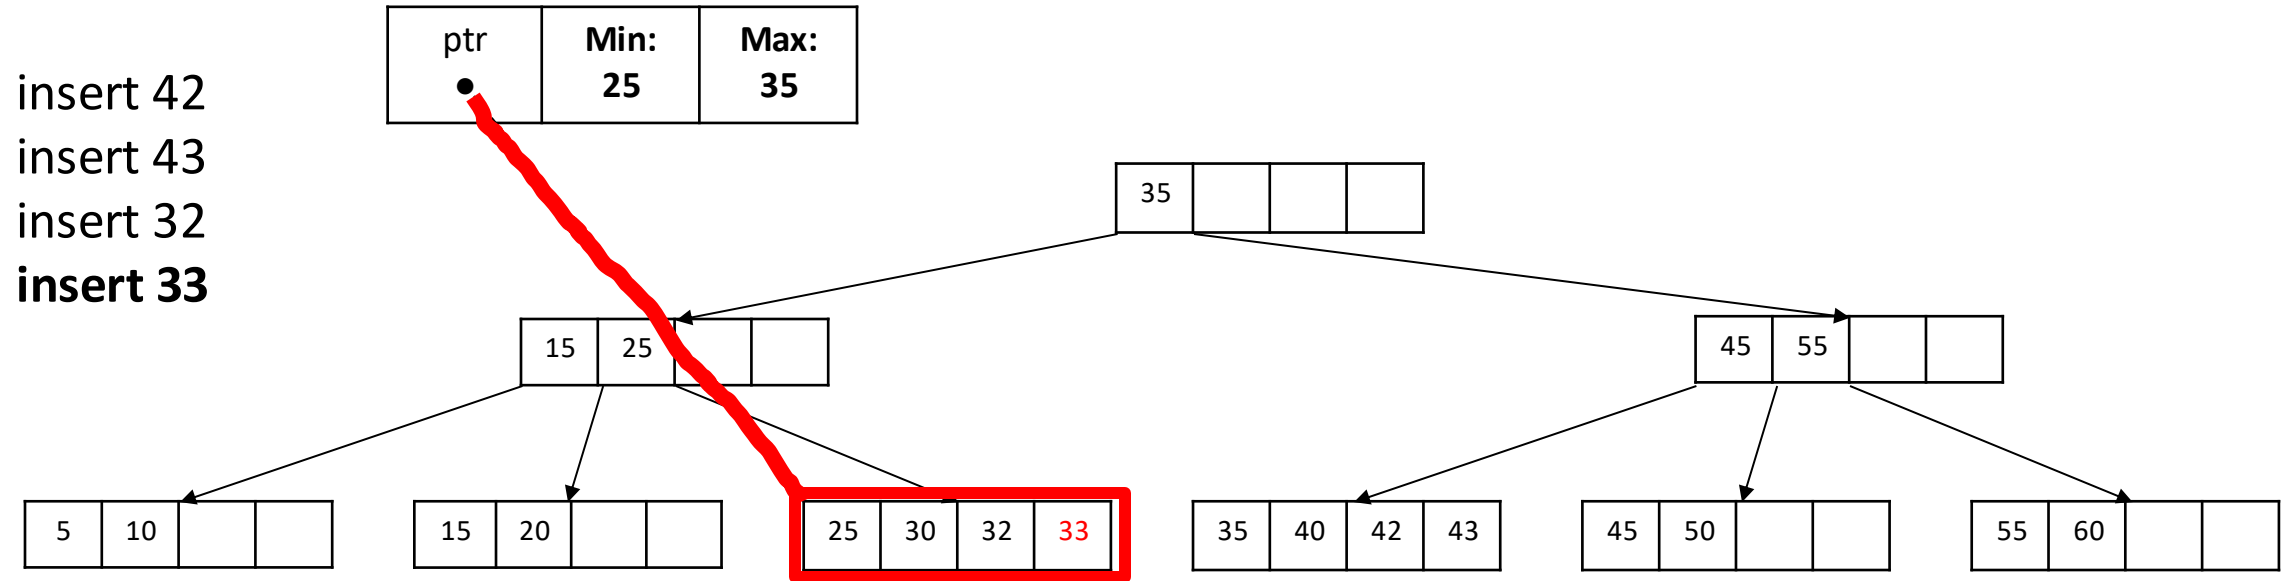 ptr Min: Max:
25 35
insert 42
insert 43
insert 32
insert 33
35
15 25
45 55
5 10
15 20
25 30 32 33
35 40 42 43
45 50
55 60